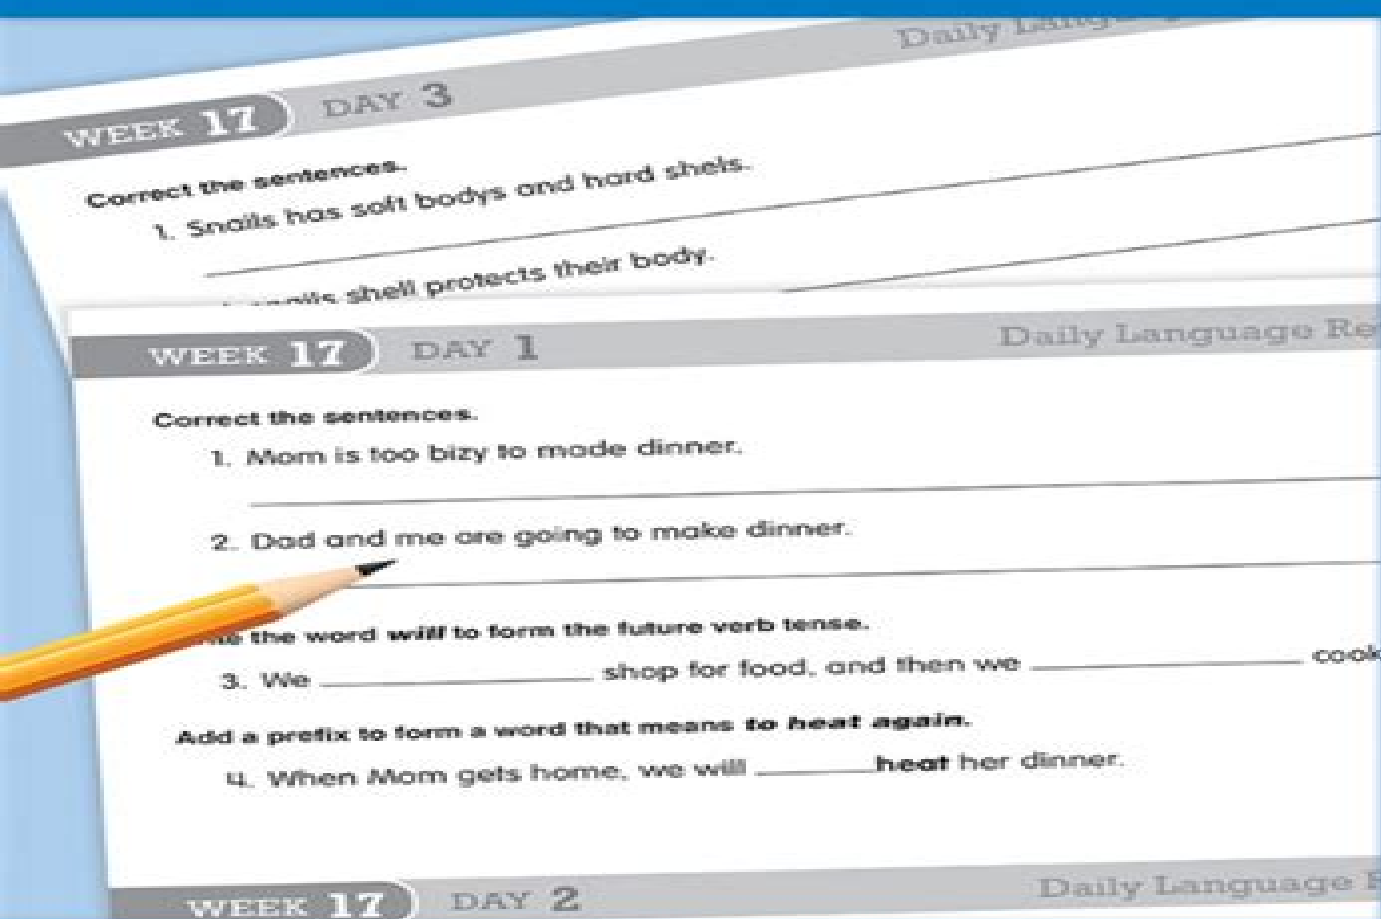 Daily
WEEK 17 DAY 3
Correct the sentences.
1. Snails has soft bodys and hard shels.
shell protects their body.
WEEK 17 DAY 1 Daily Language Re
Correct the sentences.
1. Mom is too bizy to made dinner.
2. Dad and me are going to make dinner.
the word will to form the future verb tense.
3. We ____________ shop for food, and then we ____________ cook
Add a prefix to form a word that means to heat again.
4. When Mom gets home, we will ______heat her dinner.
WEEK 17 DAY 2 Daily Language